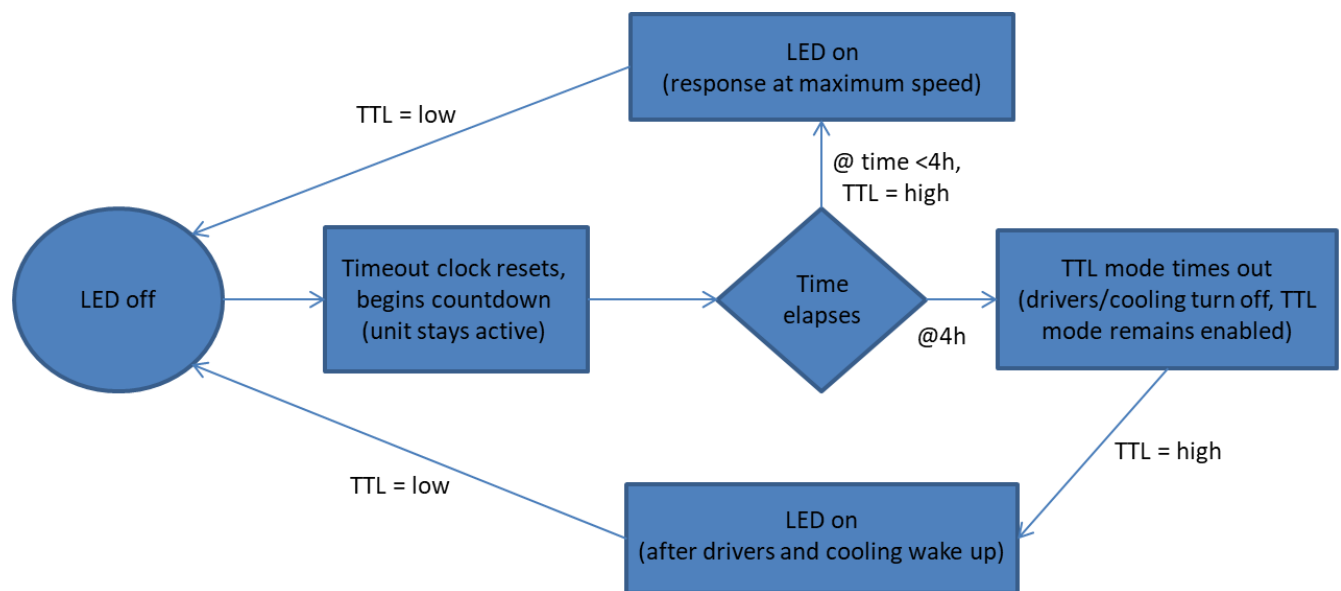 LED on
(response at maximum speed)
TTL = low
@ time <4h,
TTL = high
LED off
Timeout clock resets,
begins countdown
(unit stays active)
Time
elapses
@4h
TTL mode times out
(drivers/cooling turn off, TTL
mode remains enabled)
TTL = high
TTL = low
LED on
(after drivers and cooling wake up)